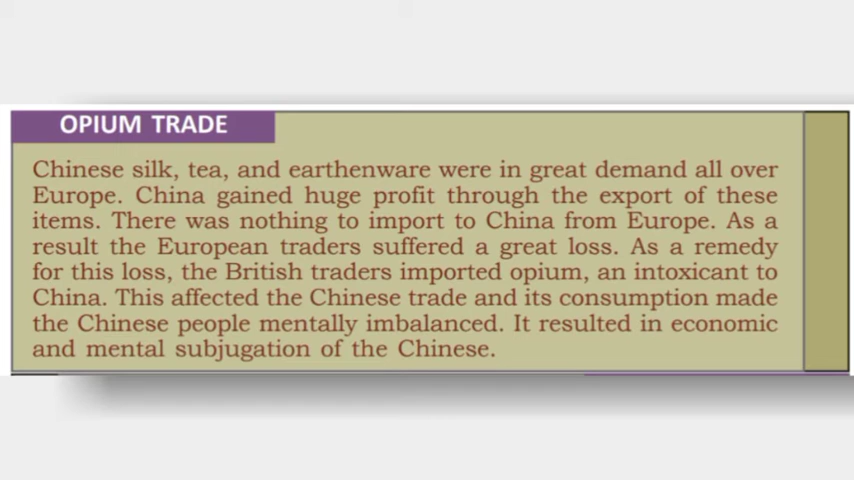 OPIUM TRADE
Chinese silk, tea, and earthenware were in great demand all over
Europe. China gained huge profit through the export of these
items. There was nothing to import to China from Europe. As a
result the European traders suffered a great loss. As a remedy
for this loss, the British traders imported opium, an intoxicant to
China. This affected the Chinese trade and its consumption made
the Chinese people mentally imbalanced. It resulted in economic
and mental subjugation of the Chinese.